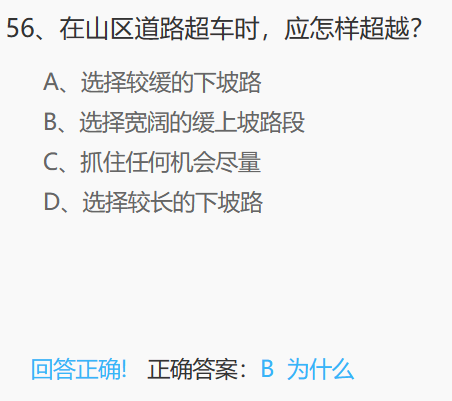 56、在山区道路超车时，应怎样超越？
A、选择较缓的下坡路
B、选择宽阔的缓上坡路段
C、抓住任何机会尽量
D、选择较长的下坡路
回答正确! 正确答案：B 为什么